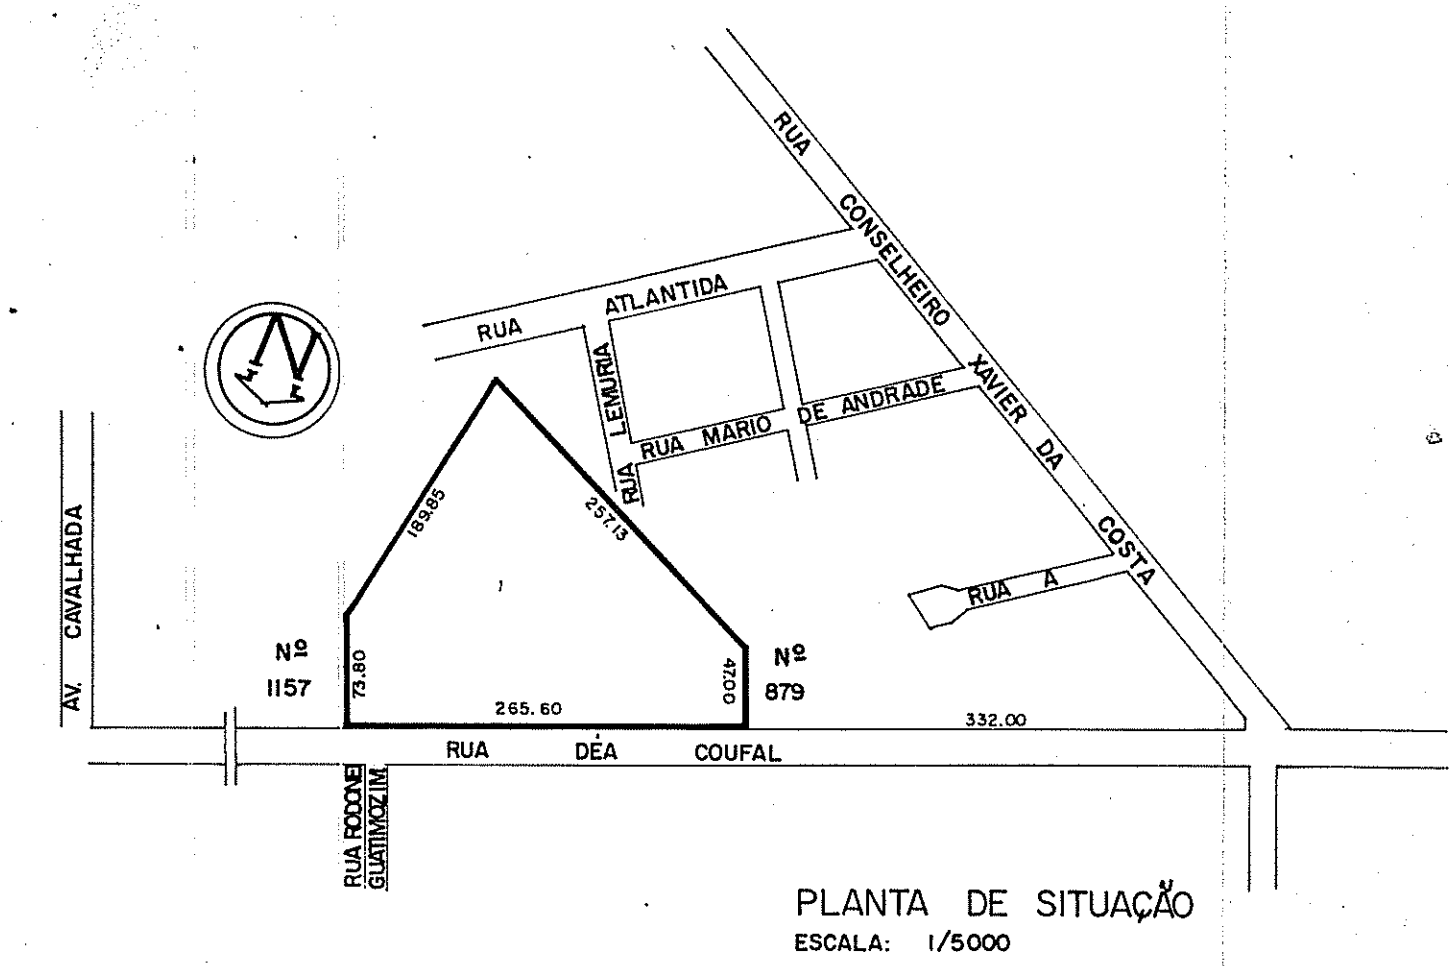 RUA CONSELHEIRO XAVIER DA COSTA
RUA ATLANTIDA
RUA LEMURIA
RUA MARIO DE ANDRADE
RUA A
AV. CAVALHADA
189.85
257.13
1
Nº
1157
73.80
265.60
47.00
Nº
879
332.00
RUA DÉA COUFAL
RUA RODONEI
GUATIMOZIM
PLANTA DE SITUAÇÃO
ESCALA: 1/5000